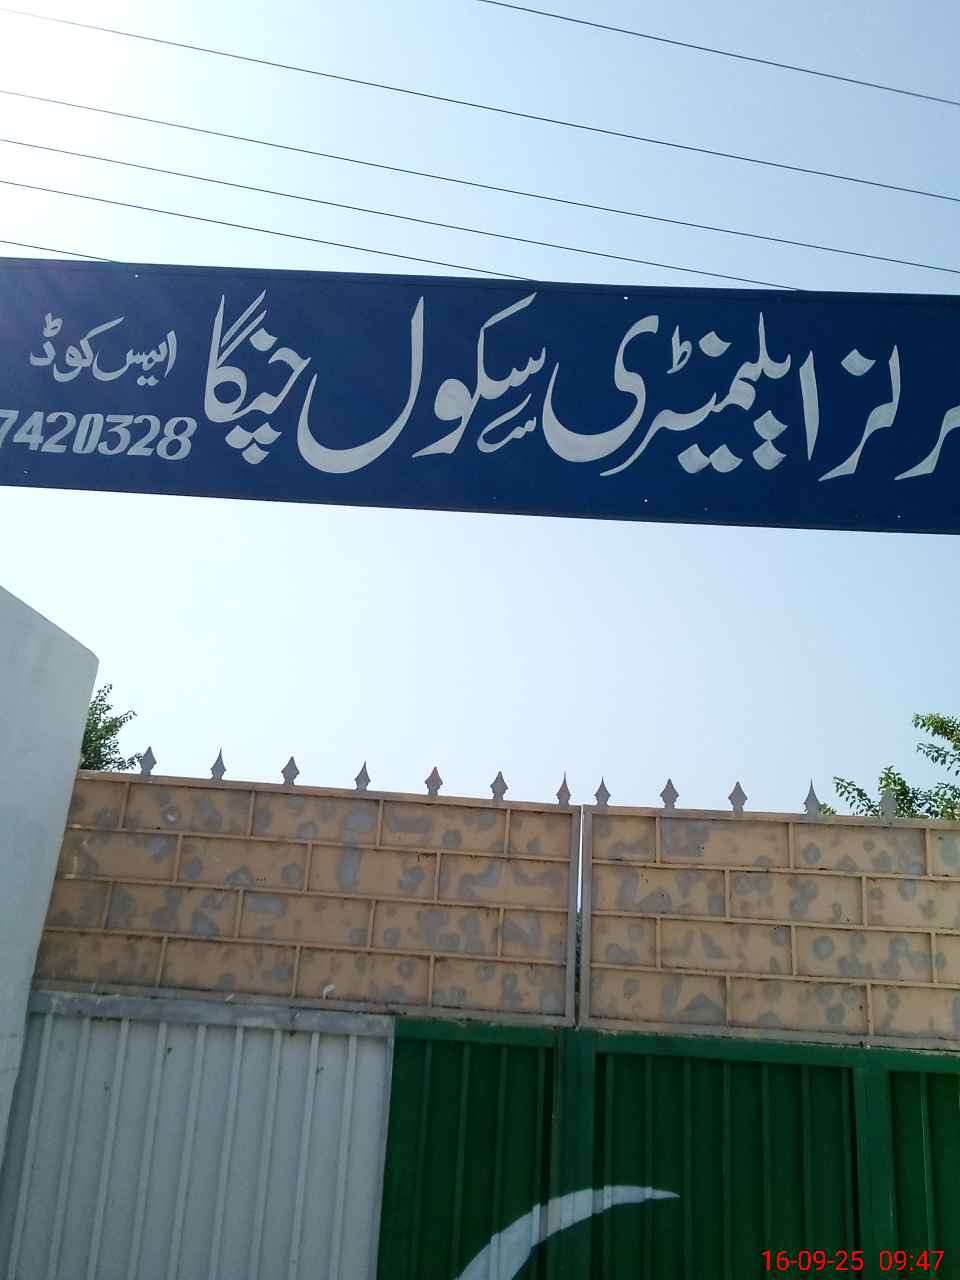 رلز ایلیمنٹری سکول چنگا
ایس کوڈ
7420328
16-09-25 09:47